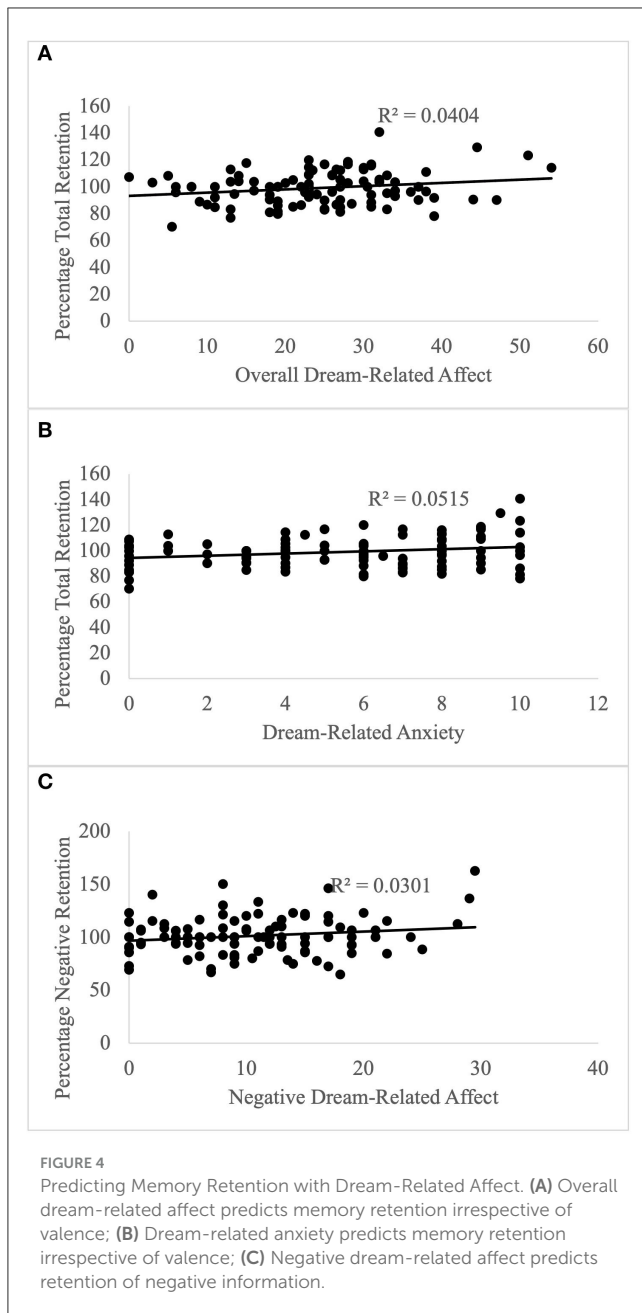 A
160
140
120
100
80
60
40
20
0
Percentage Total Retention
R² = 0.0404
0 10 20 30 40 50 60
Overall Dream-Related Affect
B
160
140
120
100
80
60
40
20
0
Percentage Total Retention
R² = 0.0515
0 2 4 6 8 10 12
Dream-Related Anxiety
C
200
150
100
50
0
Percentage Negative Retention
R² = 0.0301
0 10 20 30 40
Negative Dream-Related Affect
FIGURE 4
Predicting Memory Retention with Dream-Related Affect. (A) Overall
dream-related affect predicts memory retention irrespective of
valence; (B) Dream-related anxiety predicts memory retention
irrespective of valence; (C) Negative dream-related affect predicts
retention of negative information.